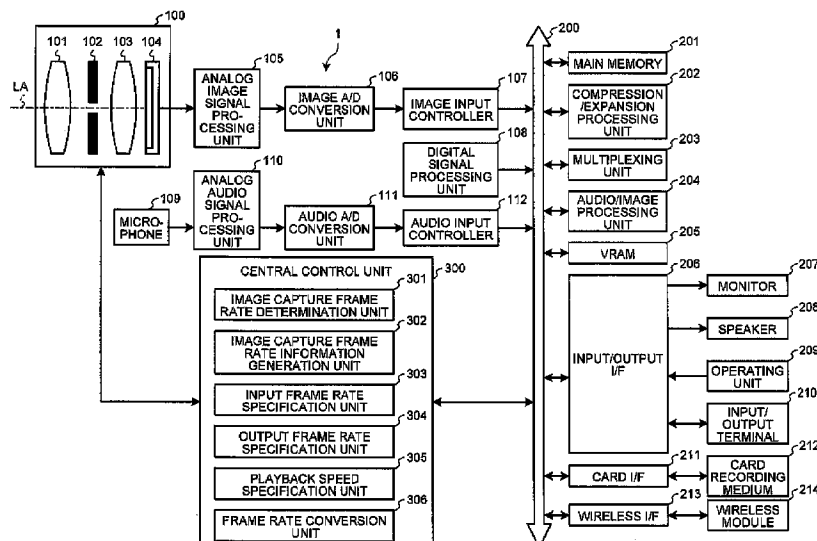 100
101
102
103
104
LA
105
ANALOG
IMAGE
SIGNAL
PRO-
CESSING
UNIT
1
106
IMAGE A/D
CONVERSION
UNIT
107
IMAGE INPUT
CONTROLLER
108
DIGITAL
SIGNAL
PROCESSING
UNIT
109
MICRO-
PHONE
110
ANALOG
AUDIO
SIGNAL
PRO-
CESSING
UNIT
111
AUDIO A/D
CONVERSION
UNIT
112
AUDIO INPUT
CONTROLLER
200
201
MAIN MEMORY
202
COMPRESSION
/EXPANSION
PROCESSING
UNIT
203
MULTIPLEXING
UNIT
204
AUDIO/IMAGE
PROCESSING
UNIT
205
VRAM
206
INPUT/OUTPUT
I/F
207
MONITOR
208
SPEAKER
209
OPERATING
UNIT
210
INPUT/
OUTPUT
TERMINAL
211
CARD I/F
212
CARD
RECORDING
MEDIUM
213
WIRELESS I/F
214
WIRELESS
MODULE
CENTRAL CONTROL UNIT
300
301
IMAGE CAPTURE FRAME
RATE DETERMINATION UNIT
302
IMAGE CAPTURE FRAME
RATE INFORMATION
GENERATION UNIT
303
INPUT FRAME RATE
SPECIFICATION UNIT
304
OUTPUT FRAME RATE
SPECIFICATION UNIT
305
PLAYBACK SPEED
SPECIFICATION UNIT
306
FRAME RATE CONVERSION
UNIT